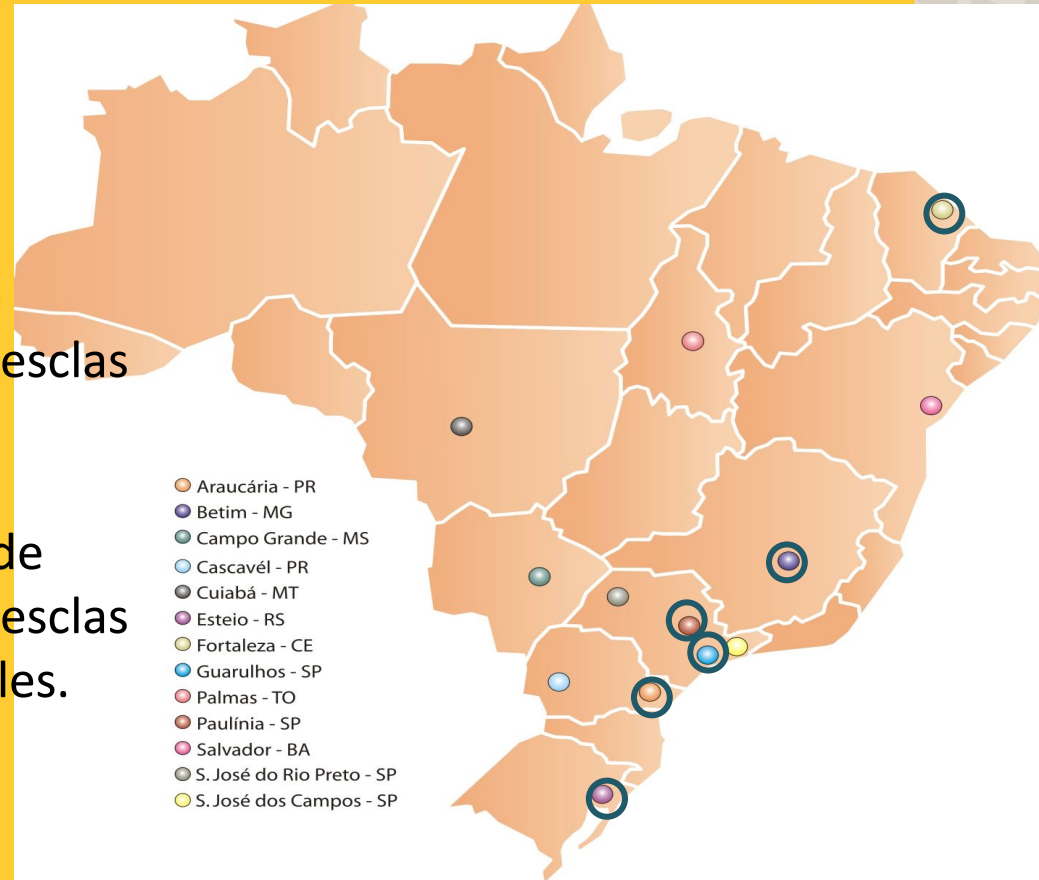 esclas
de
esclas
les.
Araucária - PR
Betim - MG
Campo Grande - MS
Cascavél - PR
Cuiabá - MT
Esteio - RS
Fortaleza - CE
Guarulhos - SP
Palmas - TO
Paulínia - SP
Salvador - BA
S. José do Rio Preto - SP
S. José dos Campos - SP